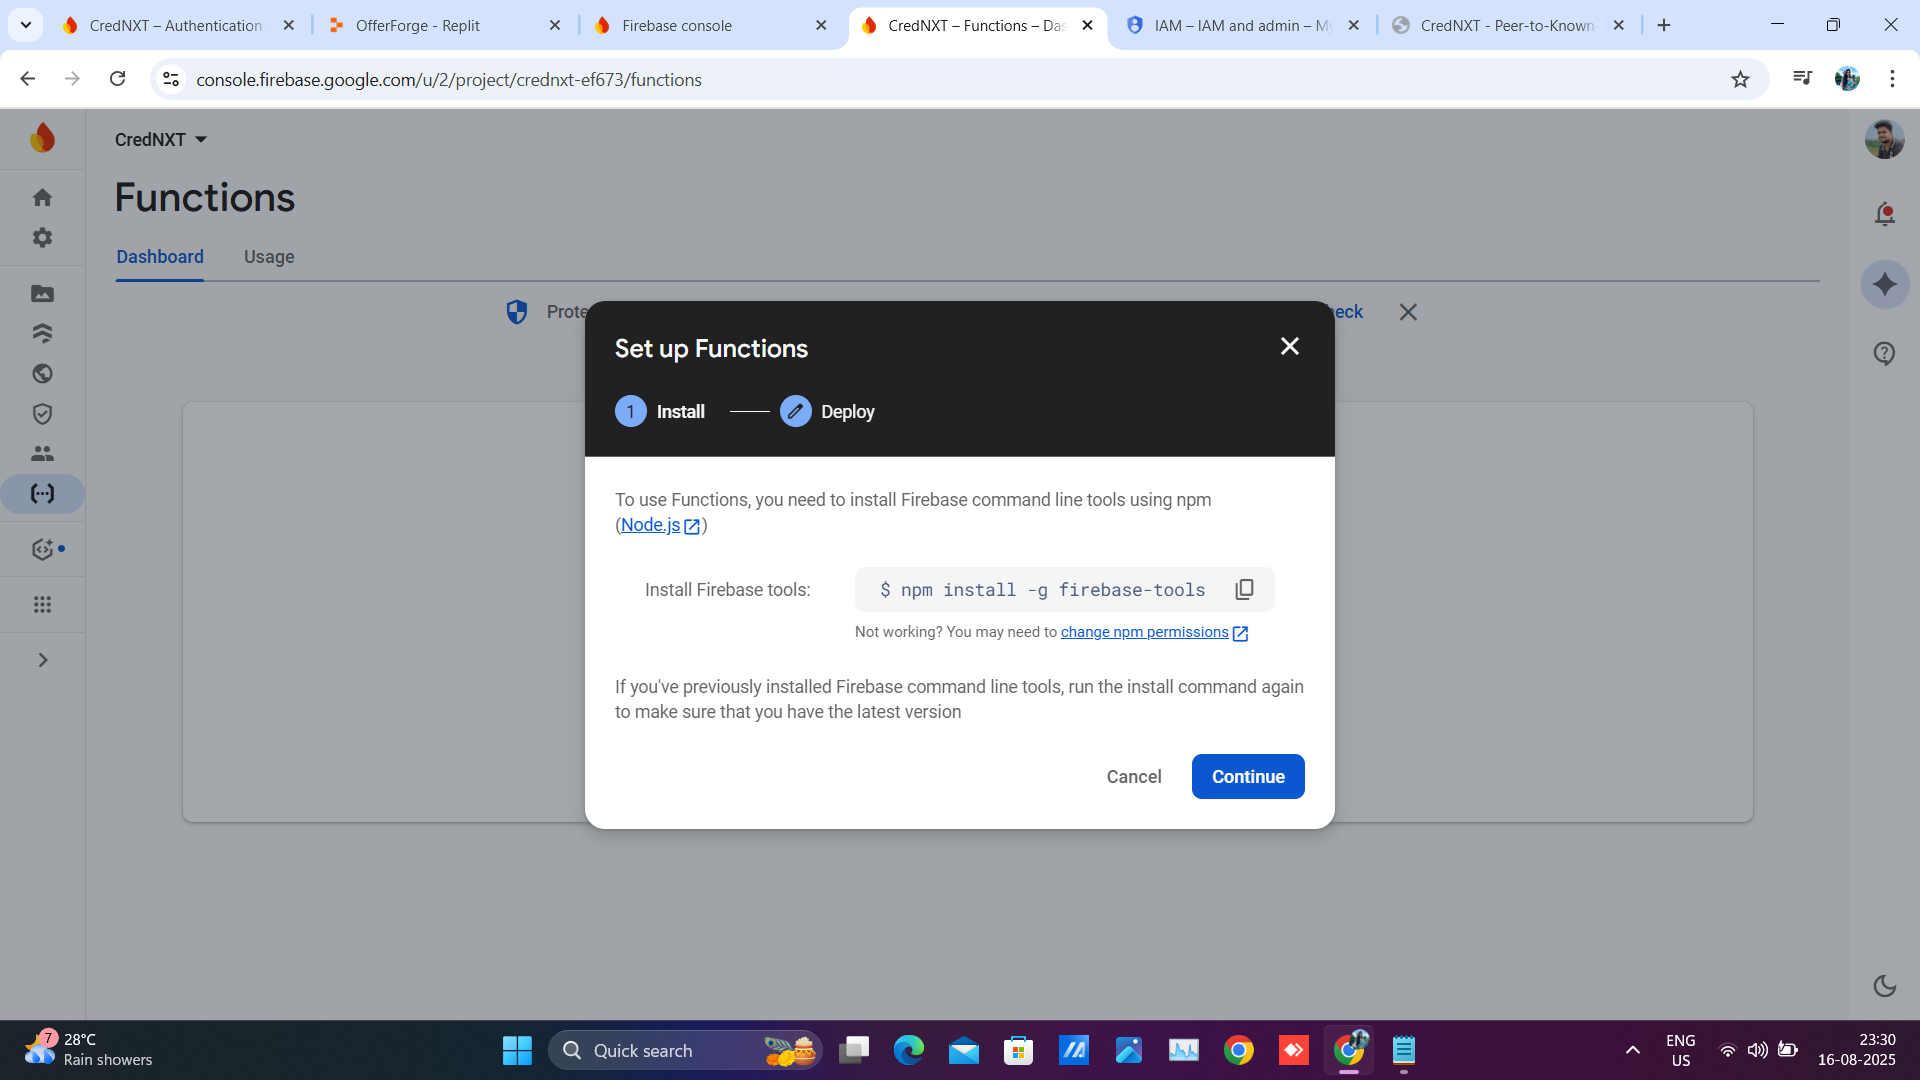 CredNXT – Authentication
OfferForge - Replit
Firebase console
CredNXT – Functions – Das
IAM – IAM and admin – My
CredNXT - Peer-to-Known-
console.firebase.google.com/u/2/project/crednxt-ef673/functions
CredNXT
Functions
Dashboard
Usage
Prote
eck
Set up Functions
1 Install
Deploy
To use Functions, you need to install Firebase command line tools using npm
(Node.js)
Install Firebase tools:
$ npm install -g firebase-tools
Not working? You may need to change npm permissions
If you've previously installed Firebase command line tools, run the install command again
to make sure that you have the latest version
Cancel
Continue
7
28°C
Rain showers
Quick search
ENG
US
23:30
16-08-2025